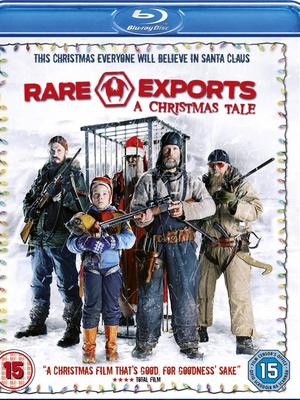 Blu-ray Disc
THIS CHRISTMAS EVERYONE WILL BELIEVE IN SANTA CLAUS
RARE EXPORTS
A CHRISTMAS TALE
15
"A CHRISTMAS FILM THAT'S GOOD, FOR GOODNESS' SAKE"
★★★★ TOTAL FILM
15